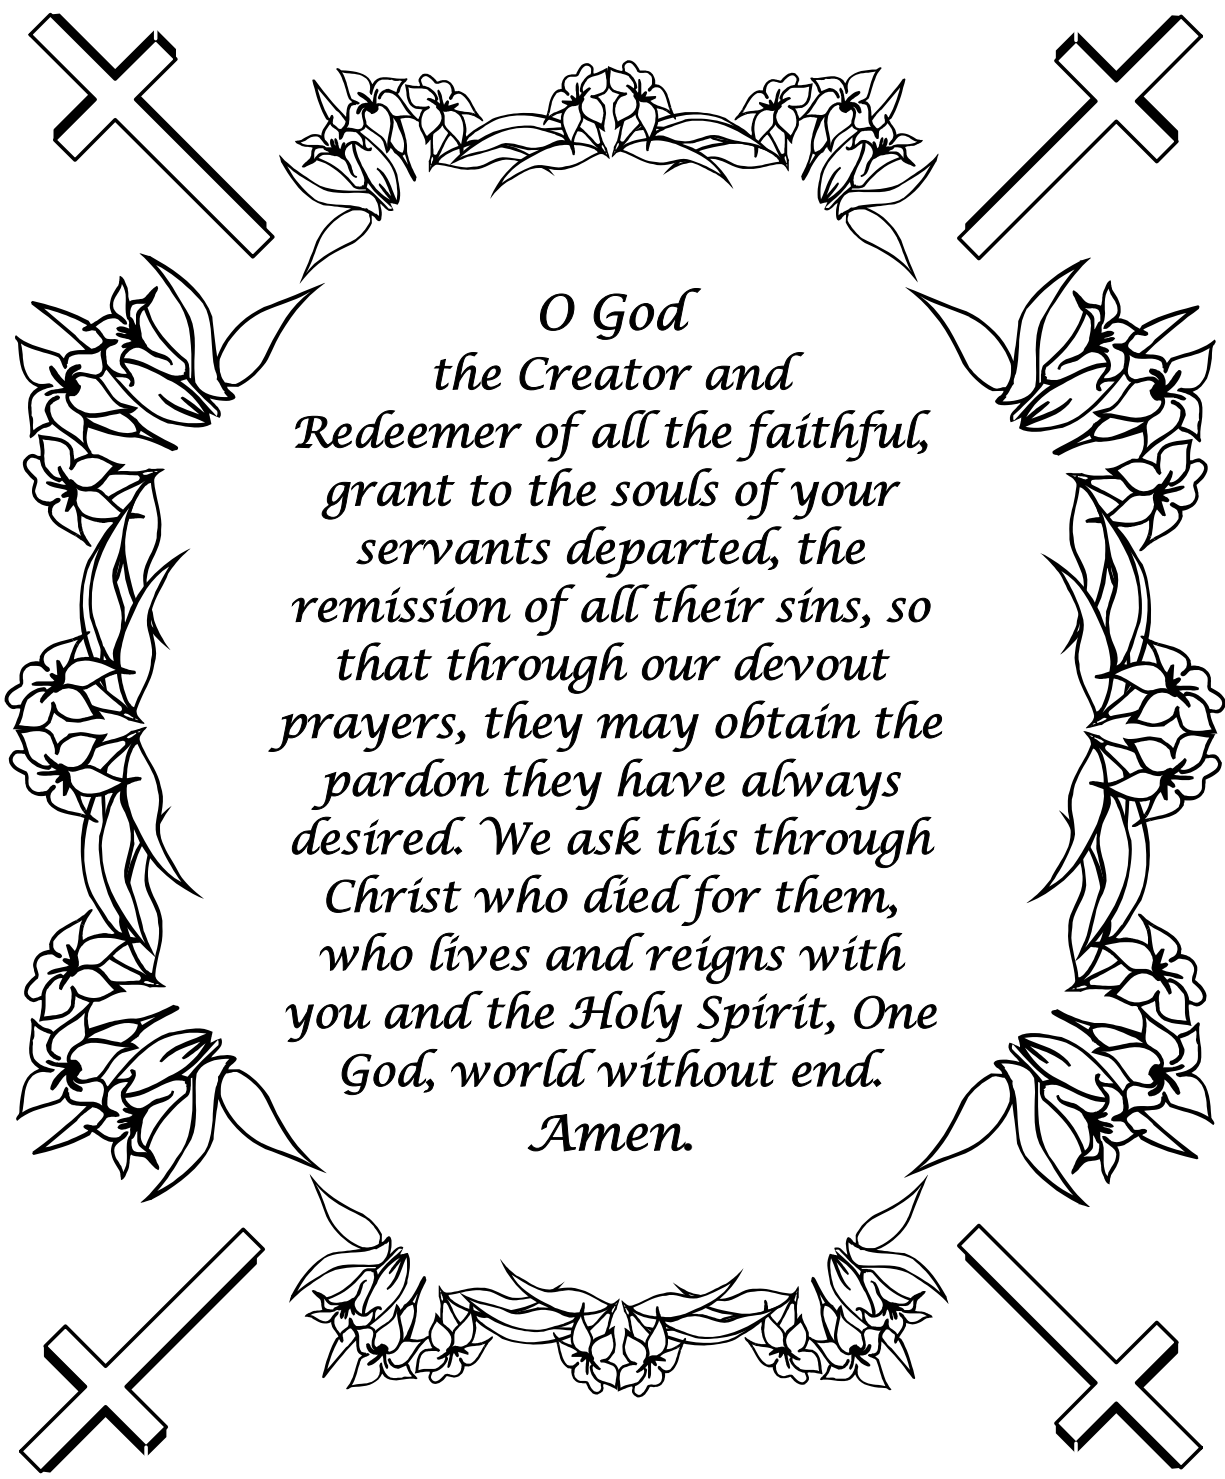 O God
the Creator and
Redeemer of all the faithful,
grant to the souls of your
servants departed, the
remission of all their sins, so
that through our devout
prayers, they may obtain the
pardon they have always
desired. We ask this through
Christ who died for them,
who lives and reigns with
you and the Holy Spirit, One
God, world without end.
Amen.